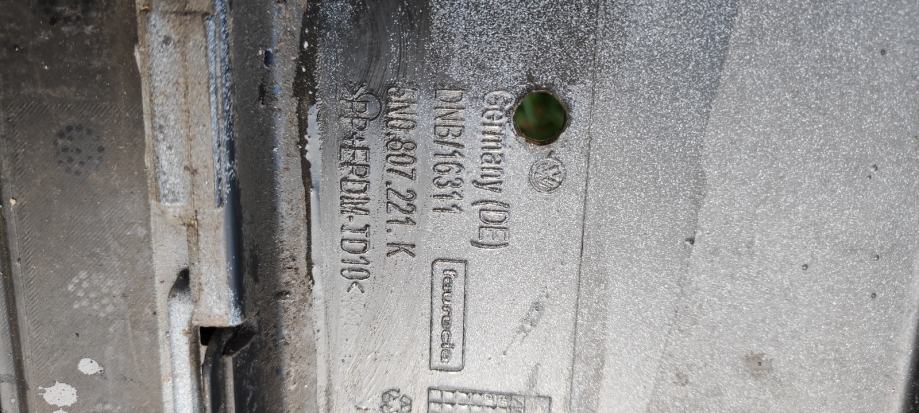 Germany (DE)
DNB/16311
5N0.807.221.K
>PP+EPDM-TD10<
faurecia